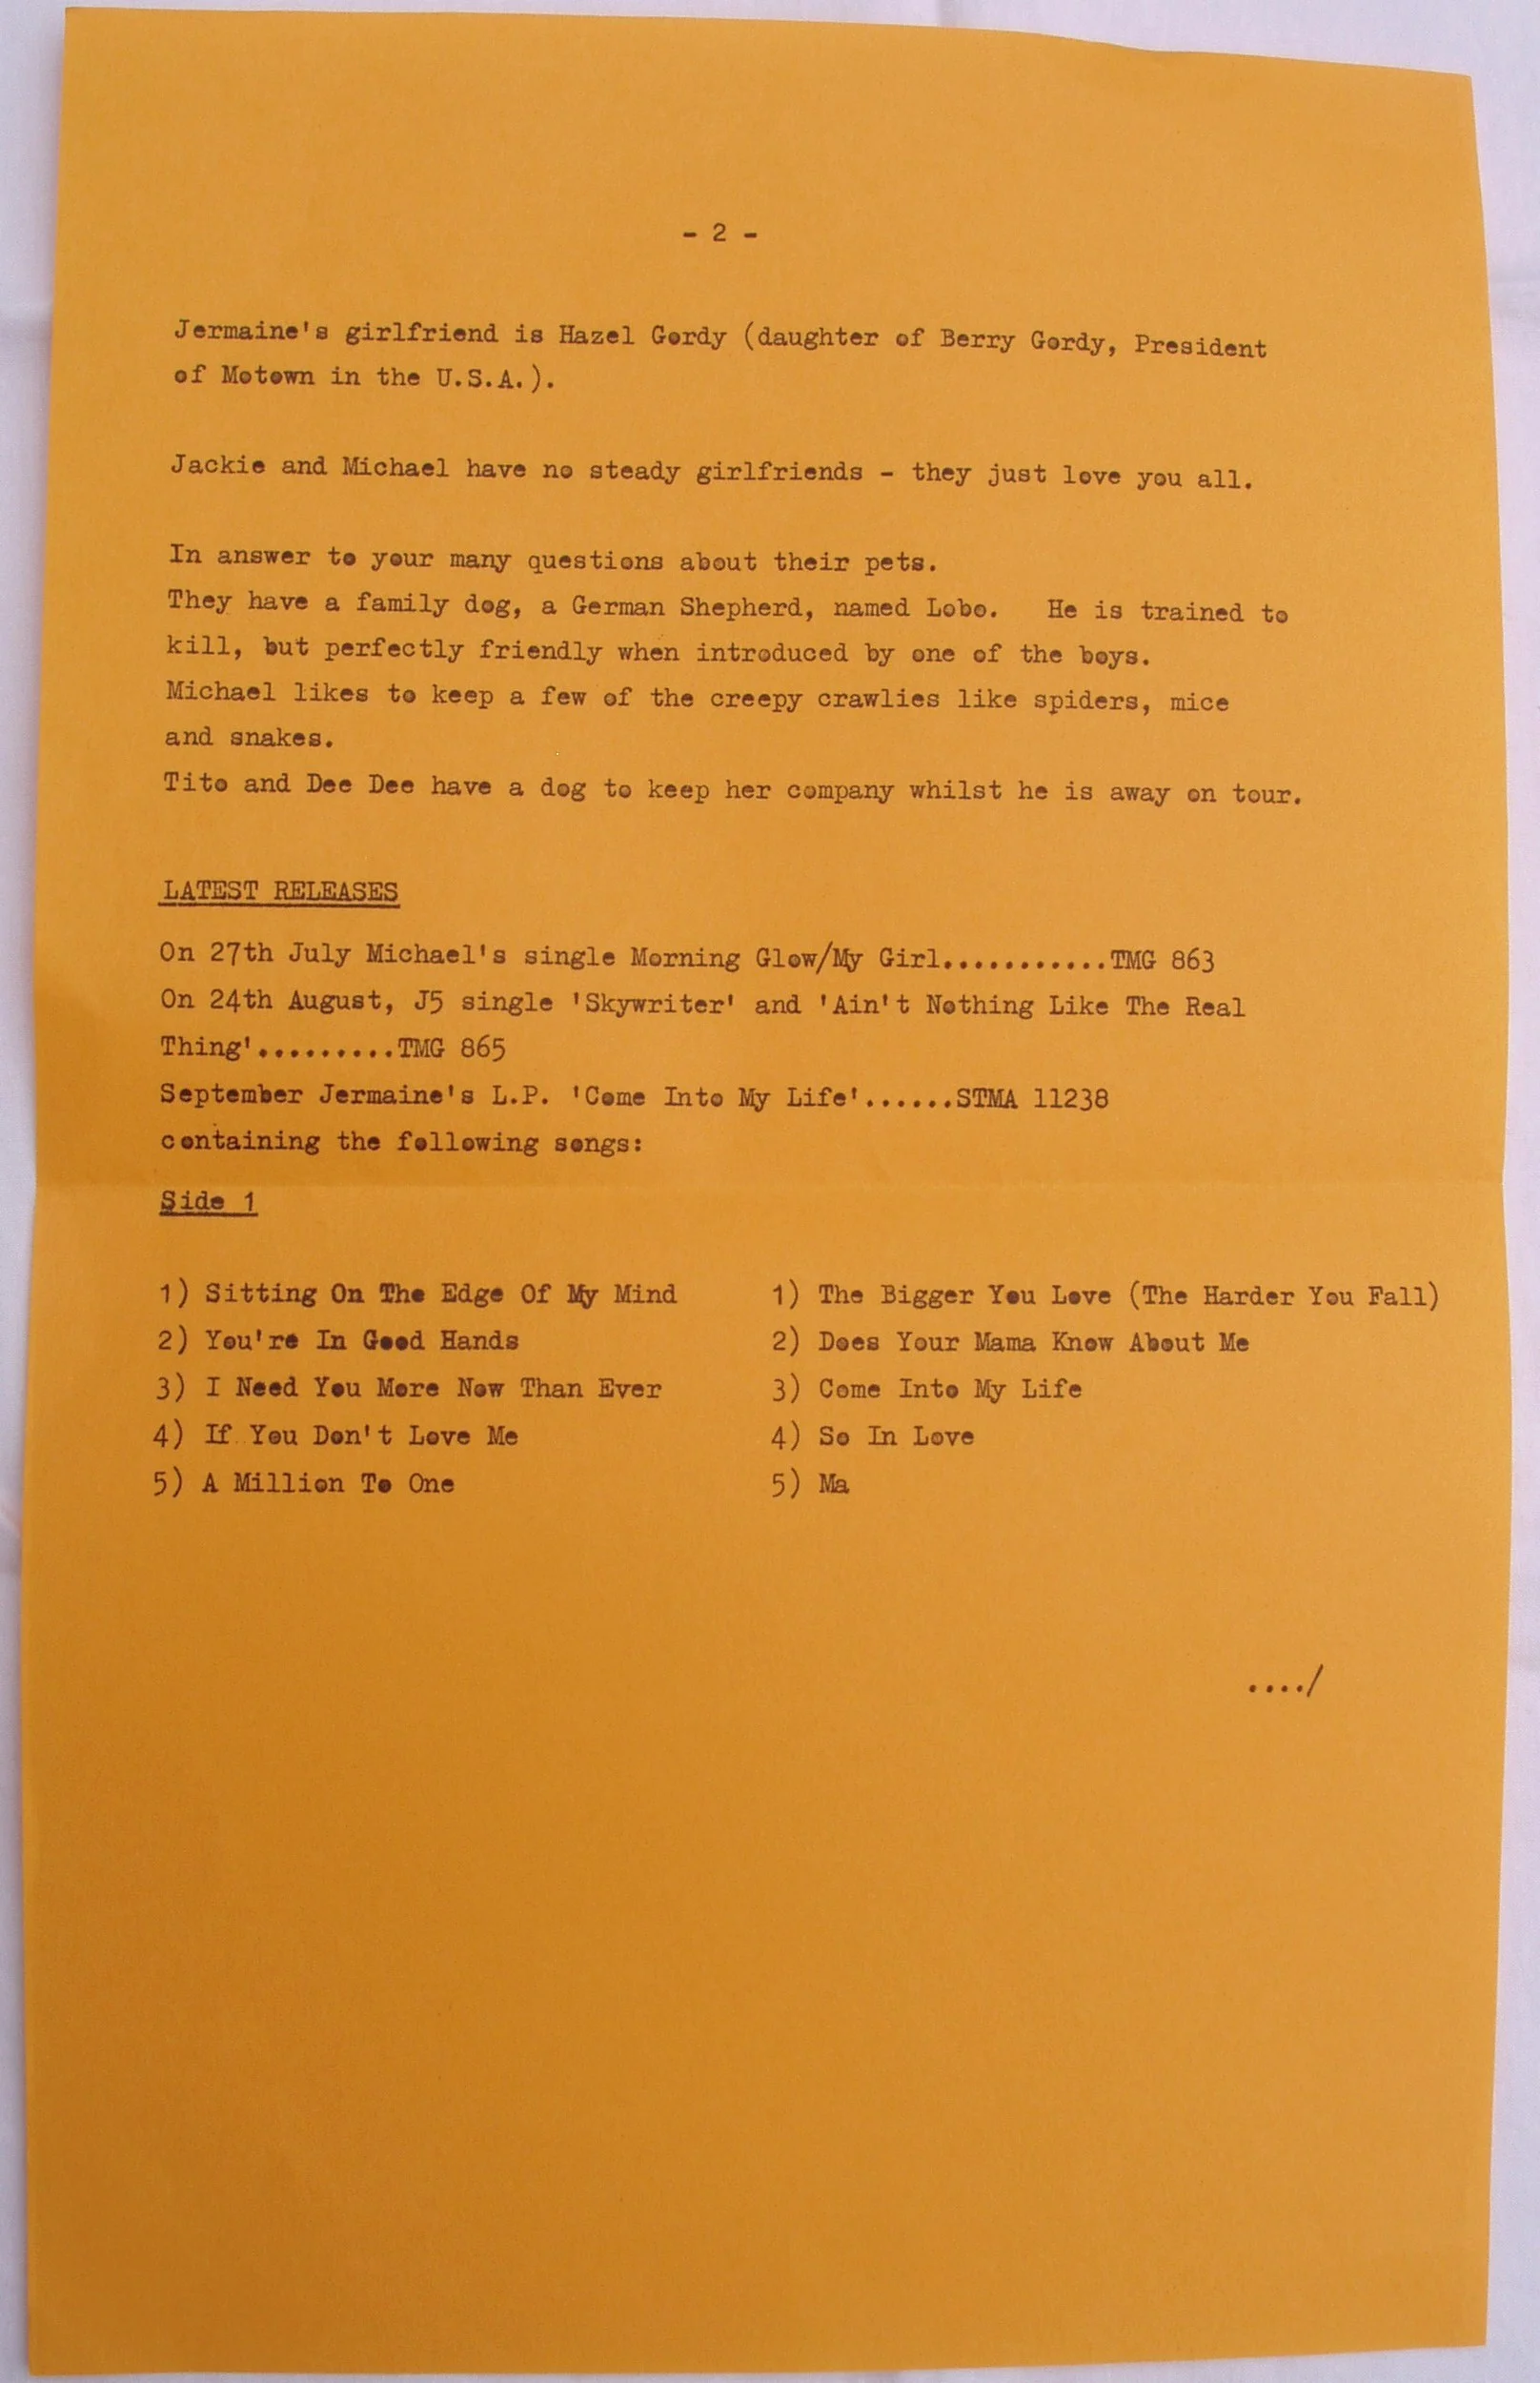 - 2 -
Jermaine's girlfriend is Hazel Gordy (daughter of Berry Gordy, President
of Motown in the U.S.A.).
Jackie and Michael have no steady girlfriends - they just love you all.
In answer to your many questions about their pets.
They have a family dog, a German Shepherd, named Lobo. He is trained to
kill, but perfectly friendly when introduced by one of the boys.
Michael likes to keep a few of the creepy crawlies like spiders, mice
and snakes.
Tito and Dee Dee have a dog to keep her company whilst he is away on tour.
LATEST RELEASES
On 27th July Michael's single Morning Glow/My Girl...........TMG 863
On 24th August, J5 single 'Skywriter' and 'Ain't Nothing Like The Real
Thing'.........TMG 865
September Jermaine's L.P. 'Come Into My Life'......STMA 11238
containing the following songs:
Side 1
1) Sitting On The Edge Of My Mind 1) The Bigger You Love (The Harder You Fall)
2) You're In Good Hands 2) Does Your Mama Know About Me
3) I Need You More Now Than Ever 3) Come Into My Life
4) If You Don't Love Me 4) So In Love
5) A Million To One 5) Ma
..../